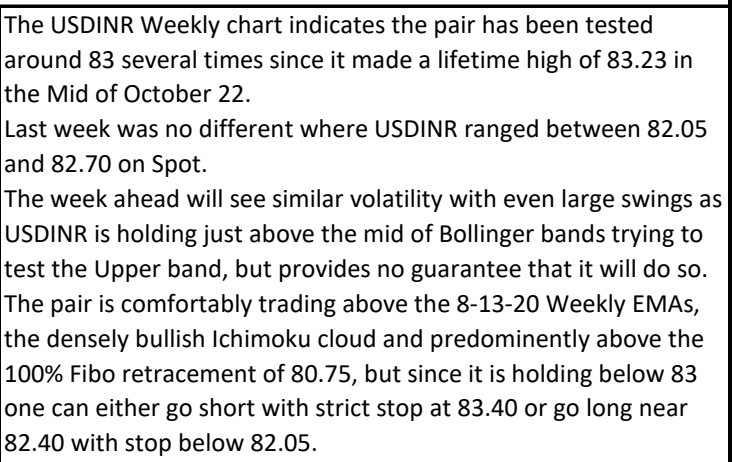 The USDINR Weekly chart indicates the pair has been tested
around 83 several times since it made a lifetime high of 83.23 in
the Mid of October 22.
Last week was no different where USDINR ranged between 82.05
and 82.70 on Spot.
The week ahead will see similar volatility with even large swings as
USDINR is holding just above the mid of Bollinger bands trying to
test the Upper band, but provides no guarantee that it will do so.
The pair is comfortably trading above the 8-13-20 Weekly EMAs,
the densely bullish Ichimoku cloud and predominently above the
100% Fibo retracement of 80.75, but since it is holding below 83
one can either go short with strict stop at 83.40 or go long near
82.40 with stop below 82.05.